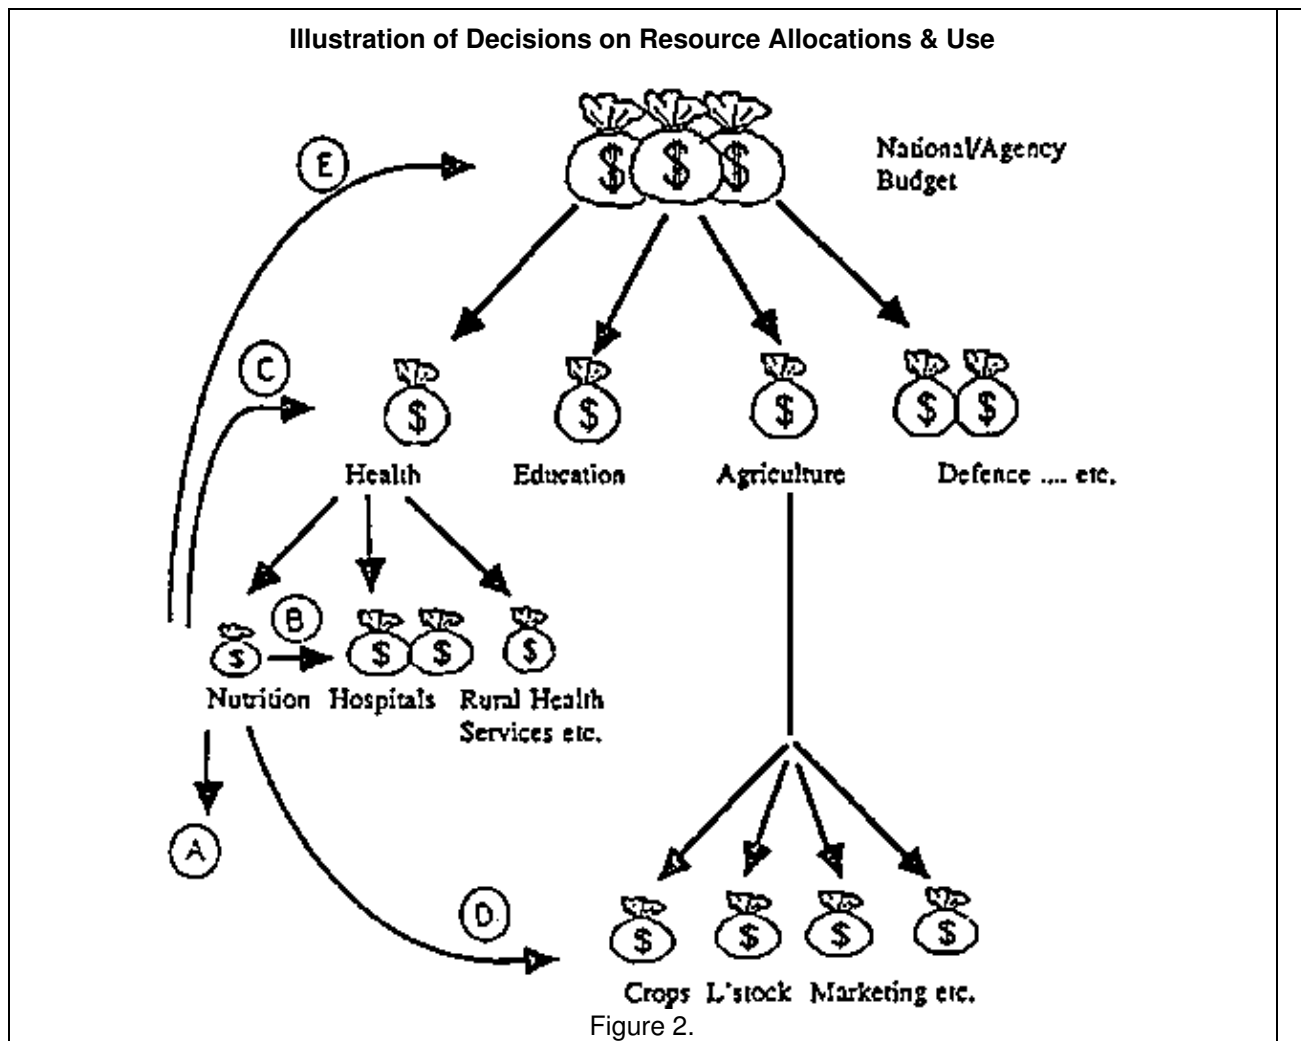 Illustration of Decisions on Resource Allocations & Use
$ $ $
National/Agency
Budget
E
C
$ $ $ $ $
Health Education Agriculture Defence .... etc.
B
$ $ $ $
Nutrition Hospitals Rural Health
Services etc.
A
D
$ $ $ $
Crops L'stock Marketing etc.
Figure 2.